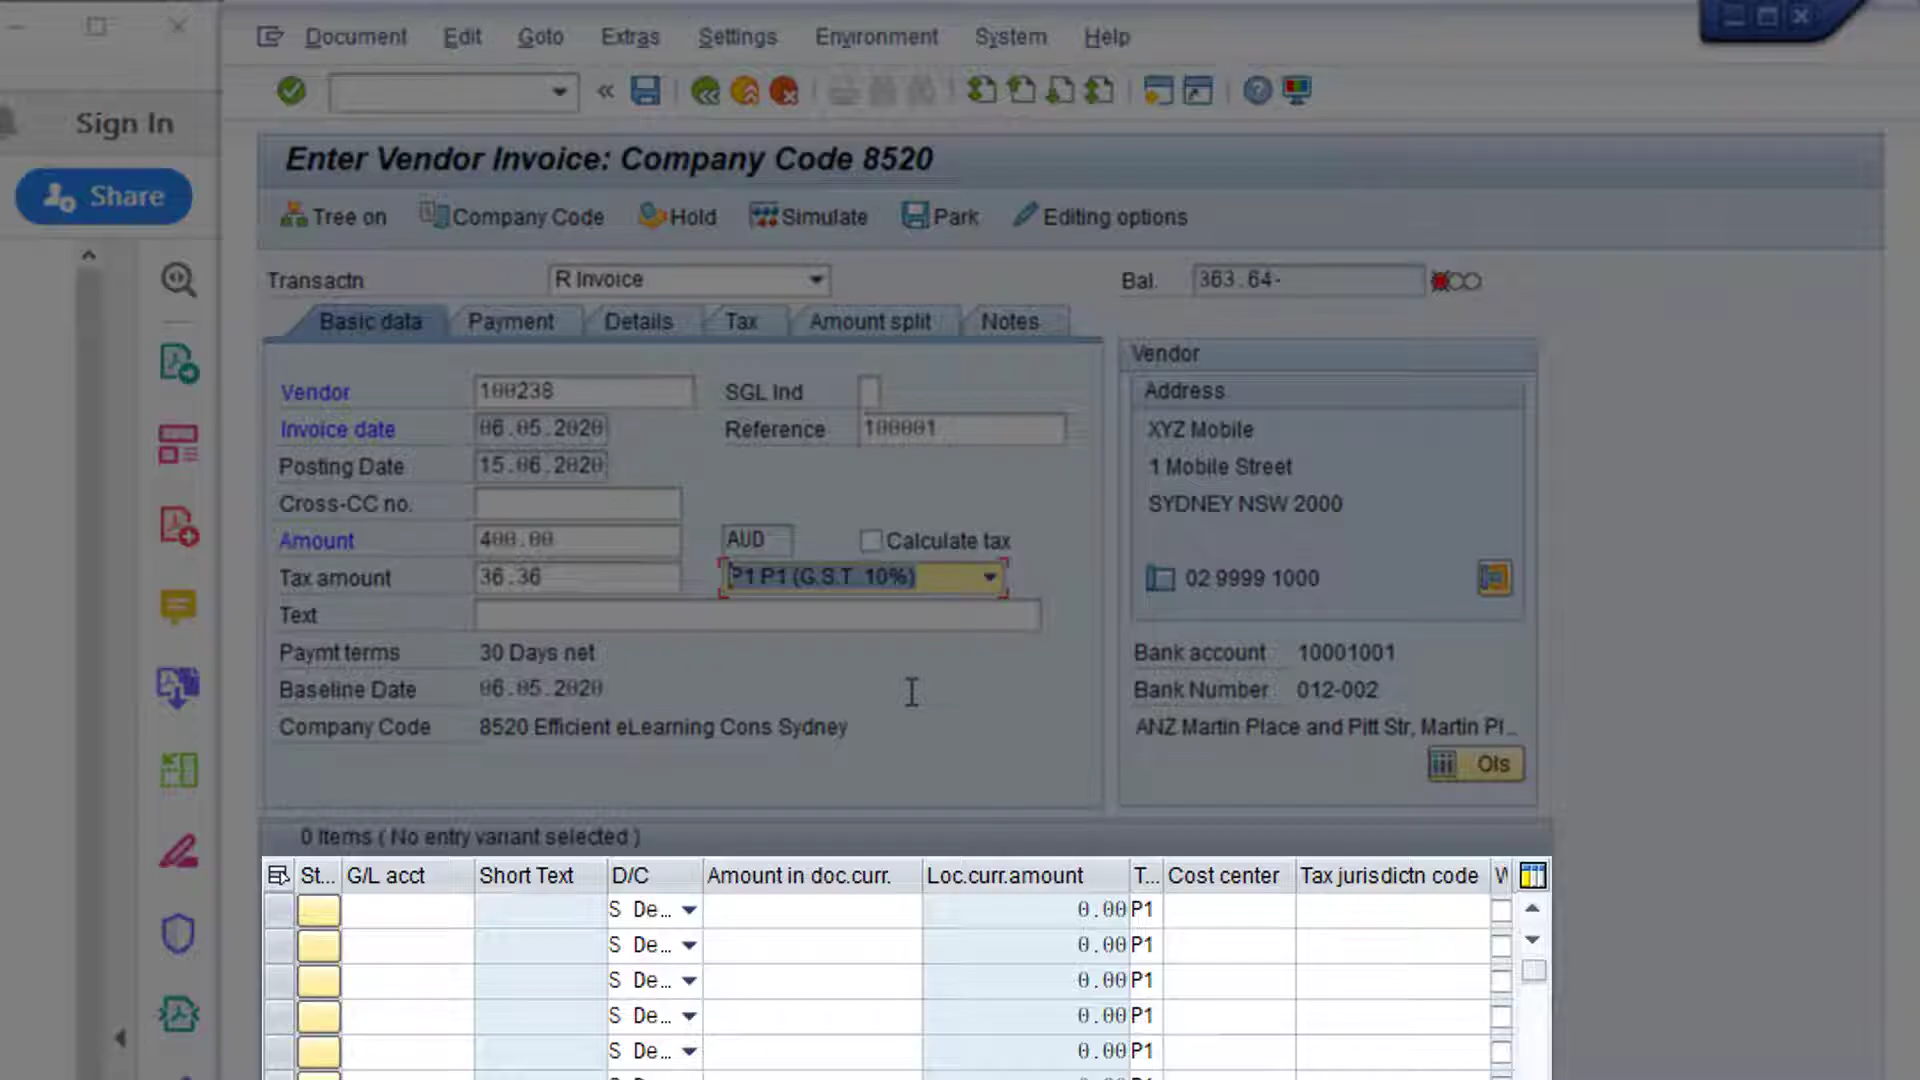 Document Edit Goto Extras Settings Environment System Help
Sign In
Share
Enter Vendor Invoice: Company Code 8520
Tree on Company Code Hold Simulate Park Editing options
Transactn R Invoice Bal. 363.64-
Basic data Payment Details Tax Amount split Notes
Vendor 100238 SGL Ind
Invoice date 06.05.2020 Reference 100001
Posting Date 15.06.2020
Cross-CC no.
Amount 400.00 AUD Calculate tax
Tax amount 36.36 P1 P1 (G.S.T. 10%)
Text
Paymt terms 30 Days net
Baseline Date 06.05.2020
Company Code 8520 Efficient eLearning Cons Sydney
Vendor
Address
XYZ Mobile
1 Mobile Street
SYDNEY NSW 2000
02 9999 1000
Bank account 10001001
Bank Number 012-002
ANZ Martin Place and Pitt Str, Martin Pl...
OIs
0 Items ( No entry variant selected )
St... G/L acct Short Text D/C Amount in doc.curr. Loc.curr.amount T... Cost center Tax jurisdictn code W
S De... 0.00 P1
S De... 0.00 P1
S De... 0.00 P1
S De... 0.00 P1
S De... 0.00 P1